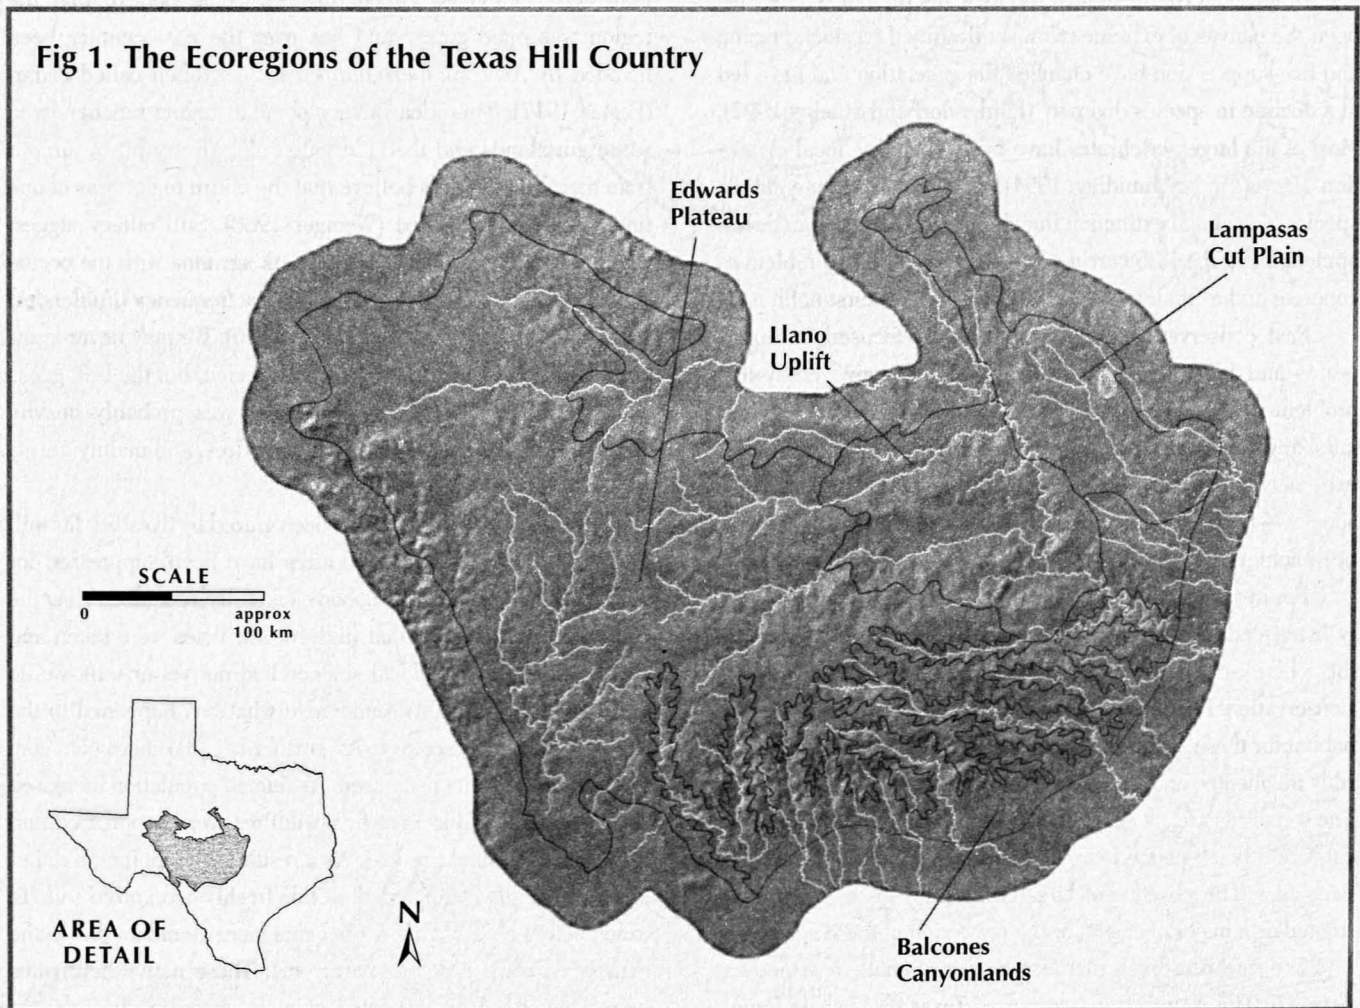 Fig 1. The Ecoregions of the Texas Hill Country
Edwards
Plateau
Lampasas
Cut Plain
Llano
Uplift
SCALE
0
approx
100 km
AREA OF
DETAIL
N
Balcones
Canyonlands